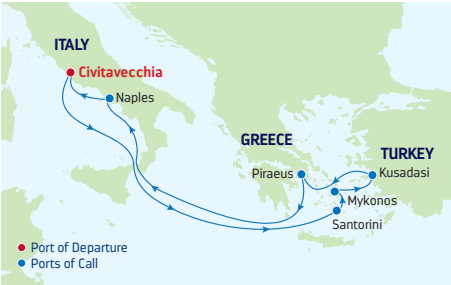 ITALY
Civitavecchia
Naples
GREECE
TURKEY
Piraeus
Kusadasi
Mykonos
Santorini
Port of Departure
Ports of Call